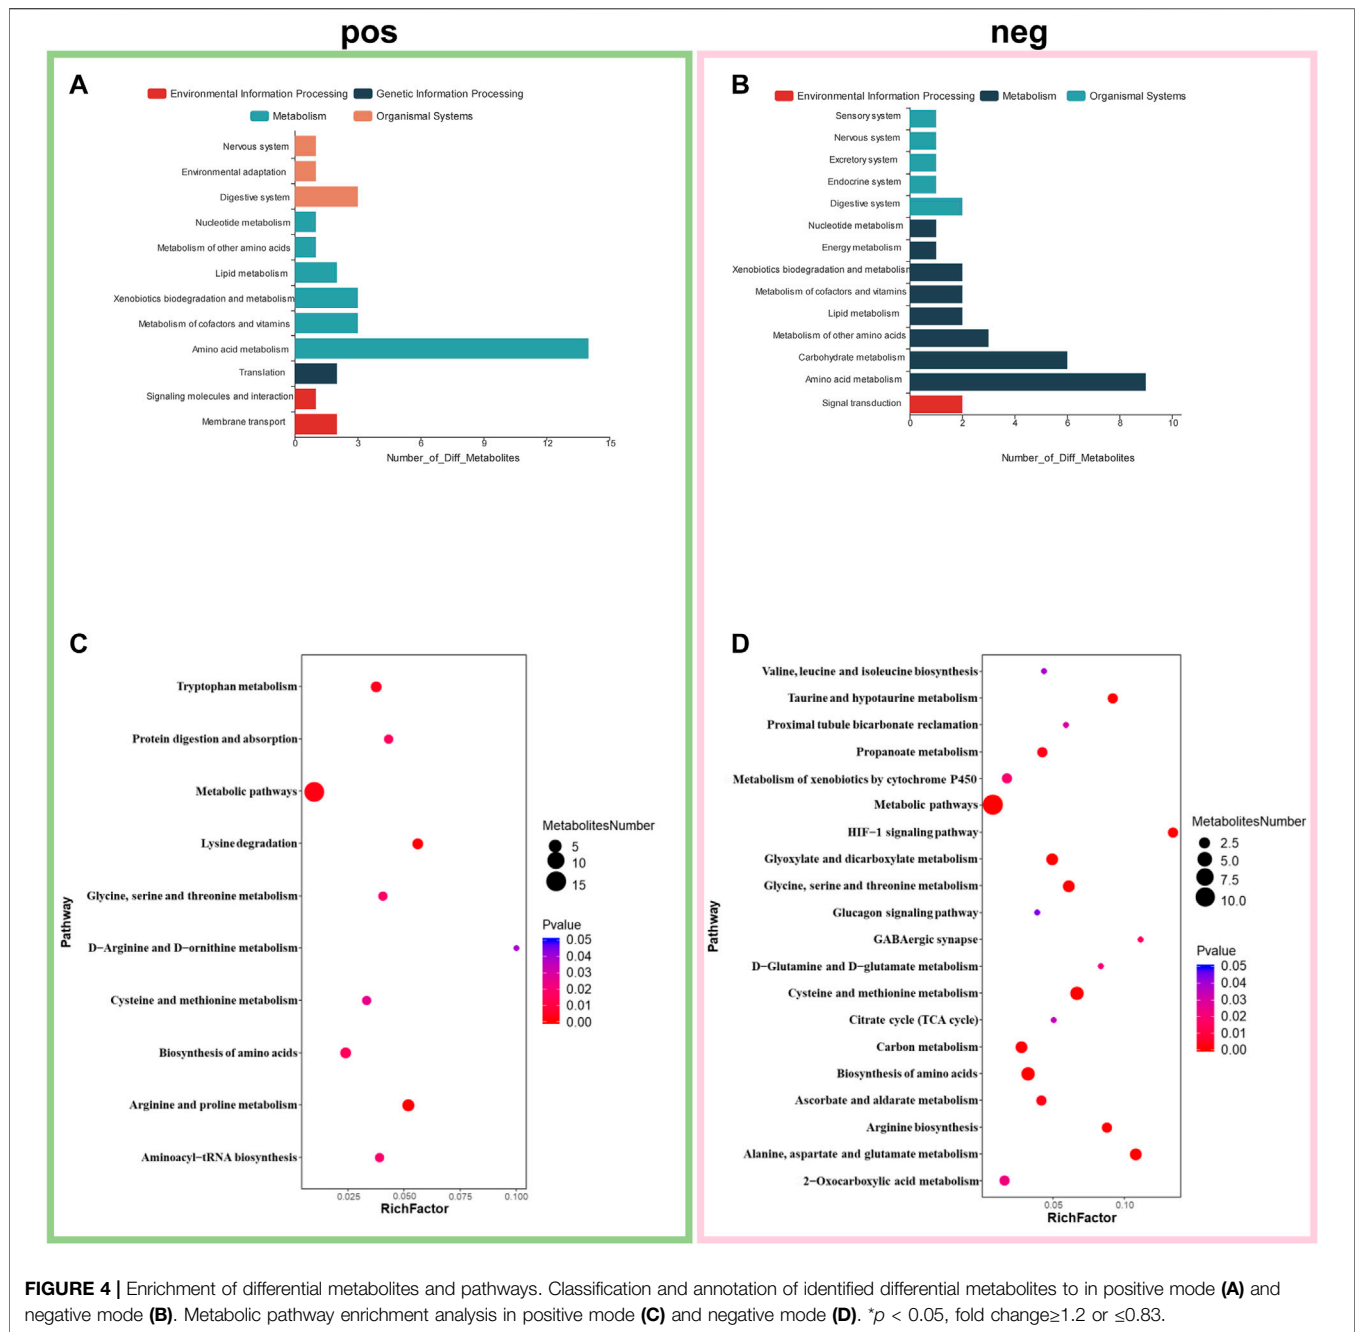 pos
neg
A
Environmental Information Processing
Genetic Information Processing
Metabolism
Organismal Systems
Nervous system
Environmental adaptation
Digestive system
Nucleotide metabolism
Metabolism of other amino acids
Lipid metabolism
Xenobiotics biodegradation and metabolism
Metabolism of cofactors and vitamins
Amino acid metabolism
Translation
Signaling molecules and interaction
Membrane transport
0 3 6 9 12 15
Number_of_Diff_Metabolites
B
Environmental Information Processing
Metabolism
Organismal Systems
Sensory system
Nervous system
Excretory system
Endocrine system
Digestive system
Nucleotide metabolism
Energy metabolism
Xenobiotics biodegradation and metabolism
Metabolism of cofactors and vitamins
Lipid metabolism
Metabolism of other amino acids
Carbohydrate metabolism
Amino acid metabolism
Signal transduction
0 2 4 6 8 10
Number_of_Diff_Metabolites
C
Pathway
Tryptophan metabolism
Protein digestion and absorption
Metabolic pathways
Lysine degradation
Glycine, serine and threonine metabolism
D−Arginine and D−ornithine metabolism
Cysteine and methionine metabolism
Biosynthesis of amino acids
Arginine and proline metabolism
Aminoacyl−tRNA biosynthesis
0.025 0.050 0.075 0.100
RichFactor
MetabolitesNumber
5
10
15
Pvalue
0.05
0.04
0.03
0.02
0.01
0.00
D
Pathway
Valine, leucine and isoleucine biosynthesis
Taurine and hypotaurine metabolism
Proximal tubule bicarbonate reclamation
Propanoate metabolism
Metabolism of xenobiotics by cytochrome P450
Metabolic pathways
HIF−1 signaling pathway
Glyoxylate and dicarboxylate metabolism
Glycine, serine and threonine metabolism
Glucagon signaling pathway
GABAergic synapse
D−Glutamine and D−glutamate metabolism
Cysteine and methionine metabolism
Citrate cycle (TCA cycle)
Carbon metabolism
Biosynthesis of amino acids
Ascorbate and aldarate metabolism
Arginine biosynthesis
Alanine, aspartate and glutamate metabolism
2−Oxocarboxylic acid metabolism
0.05 0.10
RichFactor
MetabolitesNumber
2.5
5.0
7.5
10.0
Pvalue
0.05
0.04
0.03
0.02
0.01
0.00
FIGURE 4 | Enrichment of differential metabolites and pathways. Classification and annotation of identified differential metabolites to in positive mode (A) and
negative mode (B). Metabolic pathway enrichment analysis in positive mode (C) and negative mode (D). *p < 0.05, fold change≥1.2 or ≤0.83.